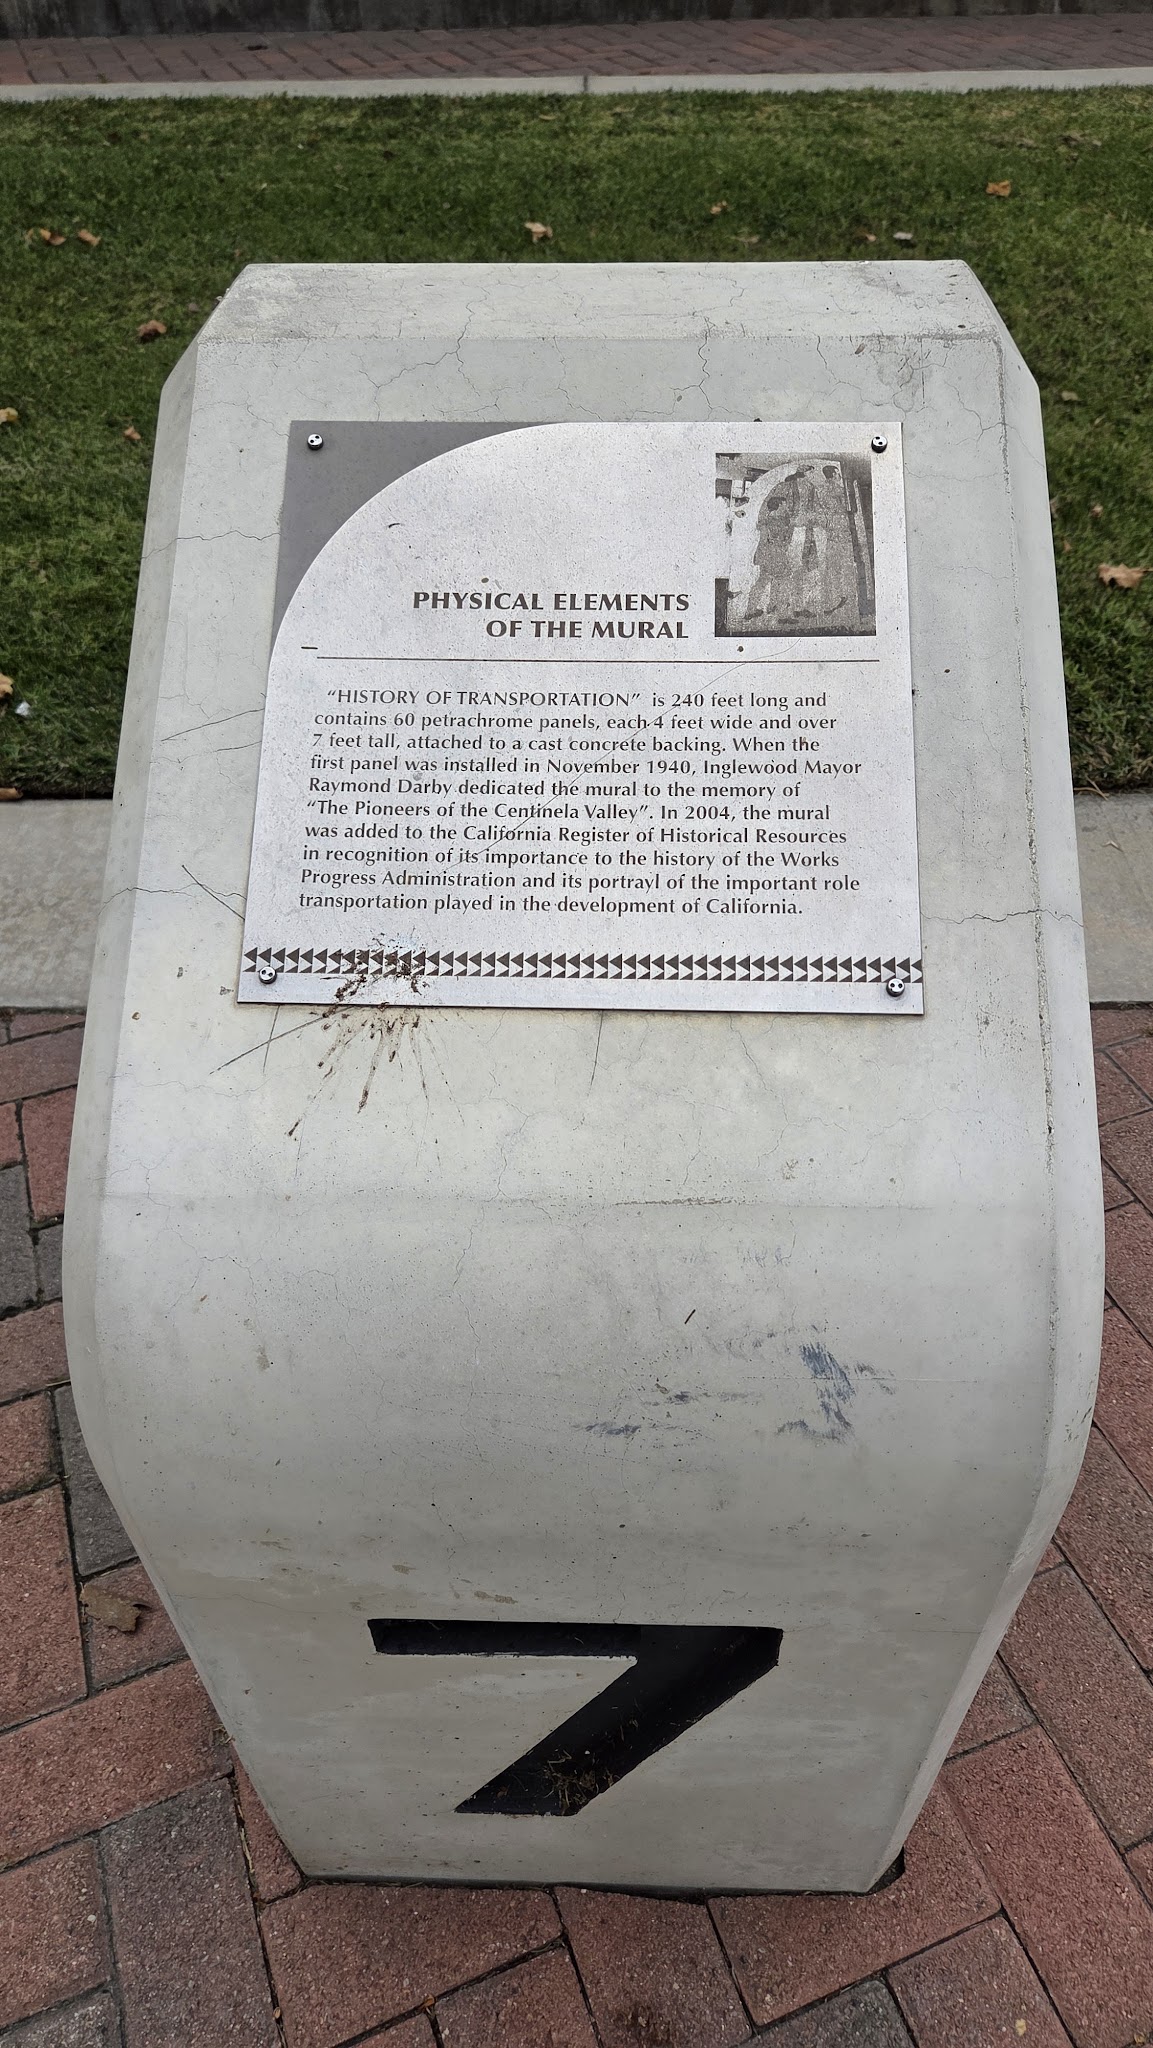 PHYSICAL ELEMENTS
OF THE MURAL
“HISTORY OF TRANSPORTATION” is 240 feet long and
contains 60 petrachrome panels, each 4 feet wide and over
7 feet tall, attached to a cast concrete backing. When the
first panel was installed in November 1940, Inglewood Mayor
Raymond Darby dedicated the mural to the memory of
“The Pioneers of the Centinela Valley”. In 2004, the mural
was added to the California Register of Historical Resources
in recognition of its importance to the history of the Works
Progress Administration and its portrayl of the important role
transportation played in the development of California.
7